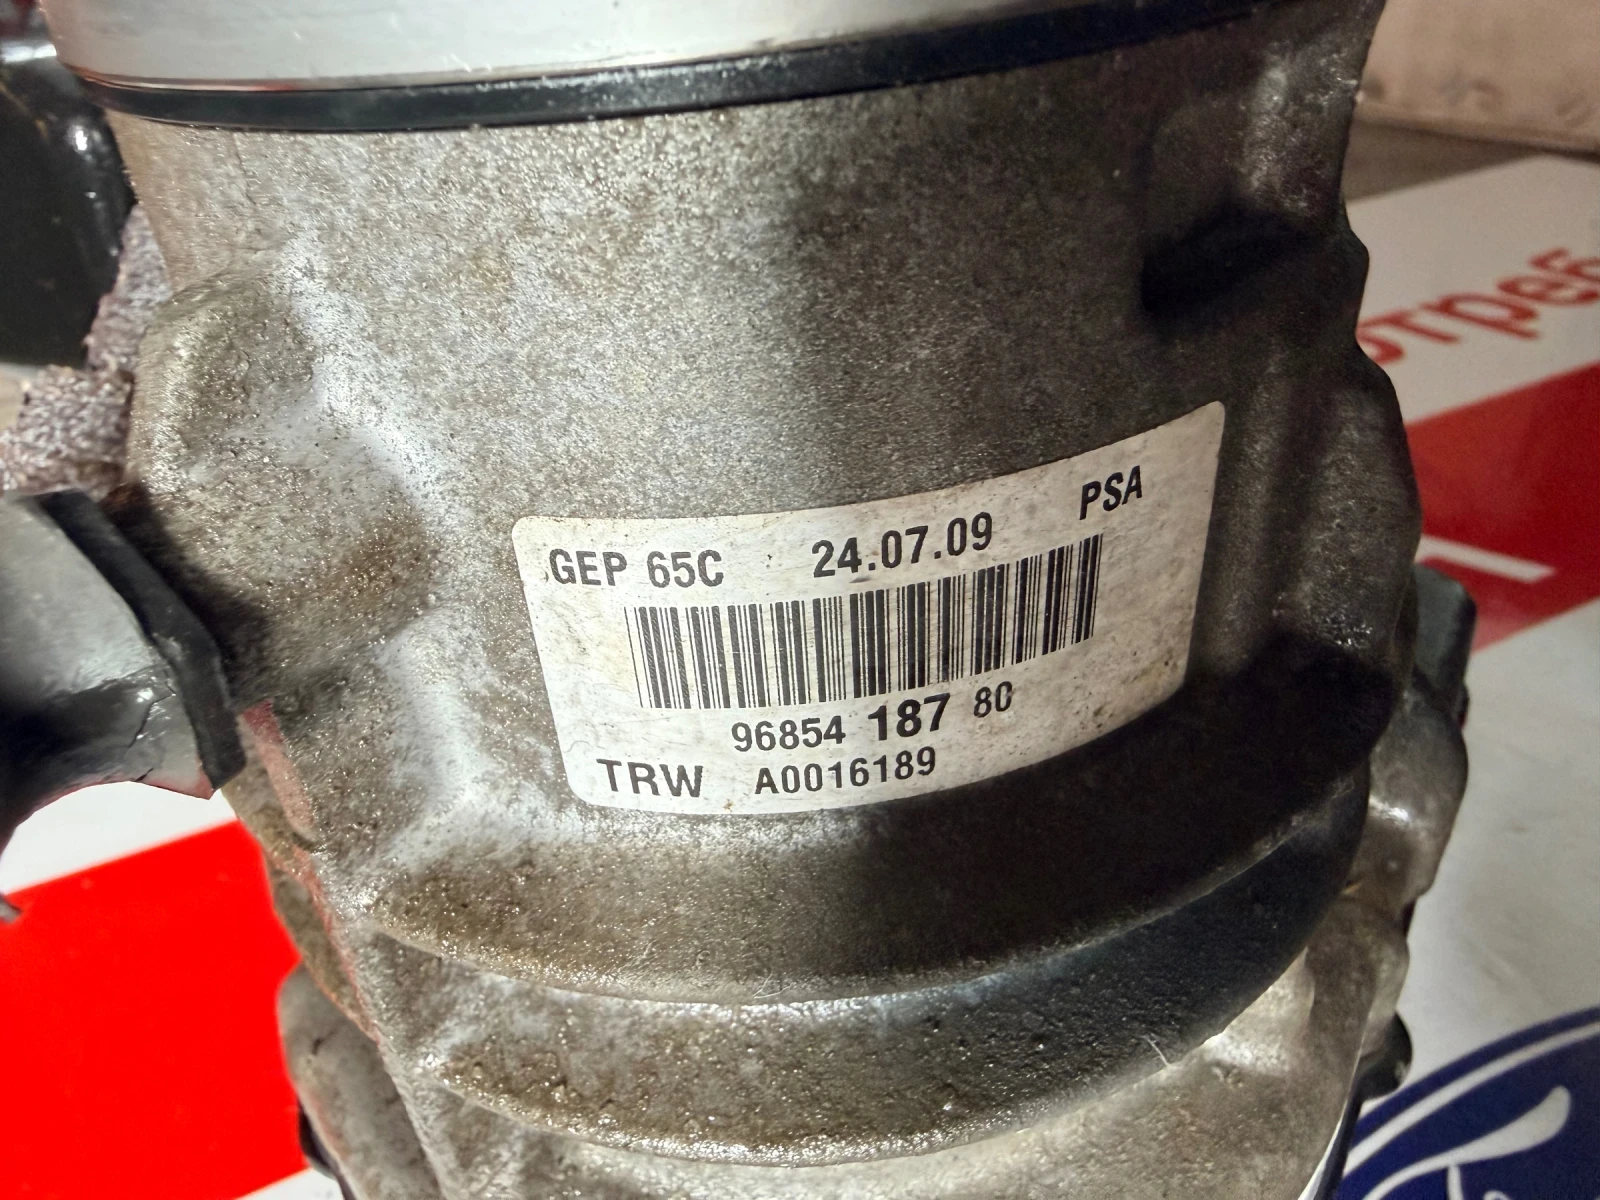 GEP 65C 24.07.09 PSA
96854 187 80
TRW A0016189